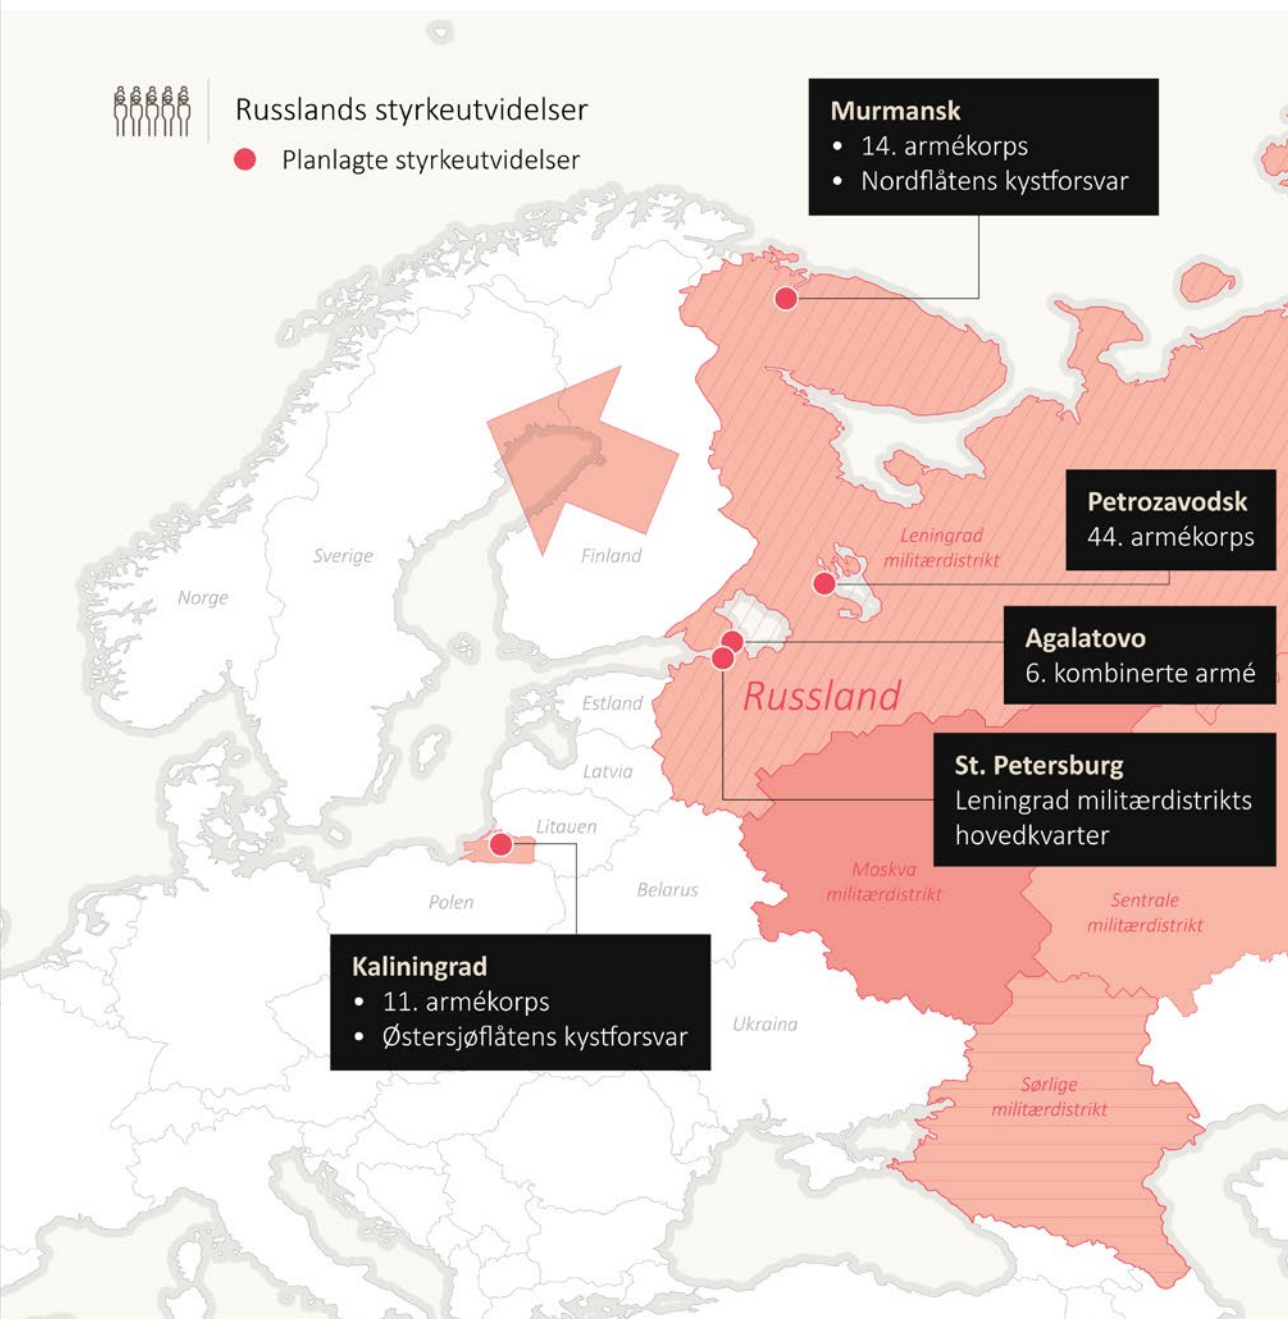 Russlands styrkeutvidelser
Planlagte styrkeutvidelser
Murmansk
• 14. armékorps
• Nordflåtens kystforsvar
Petrozavodsk
44. armékorps
Leningrad
militærdistrikt
Sverige
Finland
Norge
Agalatovo
6. kombinerte armé
Russland
Estland
St. Petersburg
Leningrad militærdistrikts
hovedkvarter
Latvia
Litauen
Moskva
militærdistrikt
Belarus
Polen
Sentrale
militærdistrikt
Kaliningrad
• 11. armékorps
• Østersjøflåtens kystforsvar
Ukraina
Sørlige
militærdistrikt